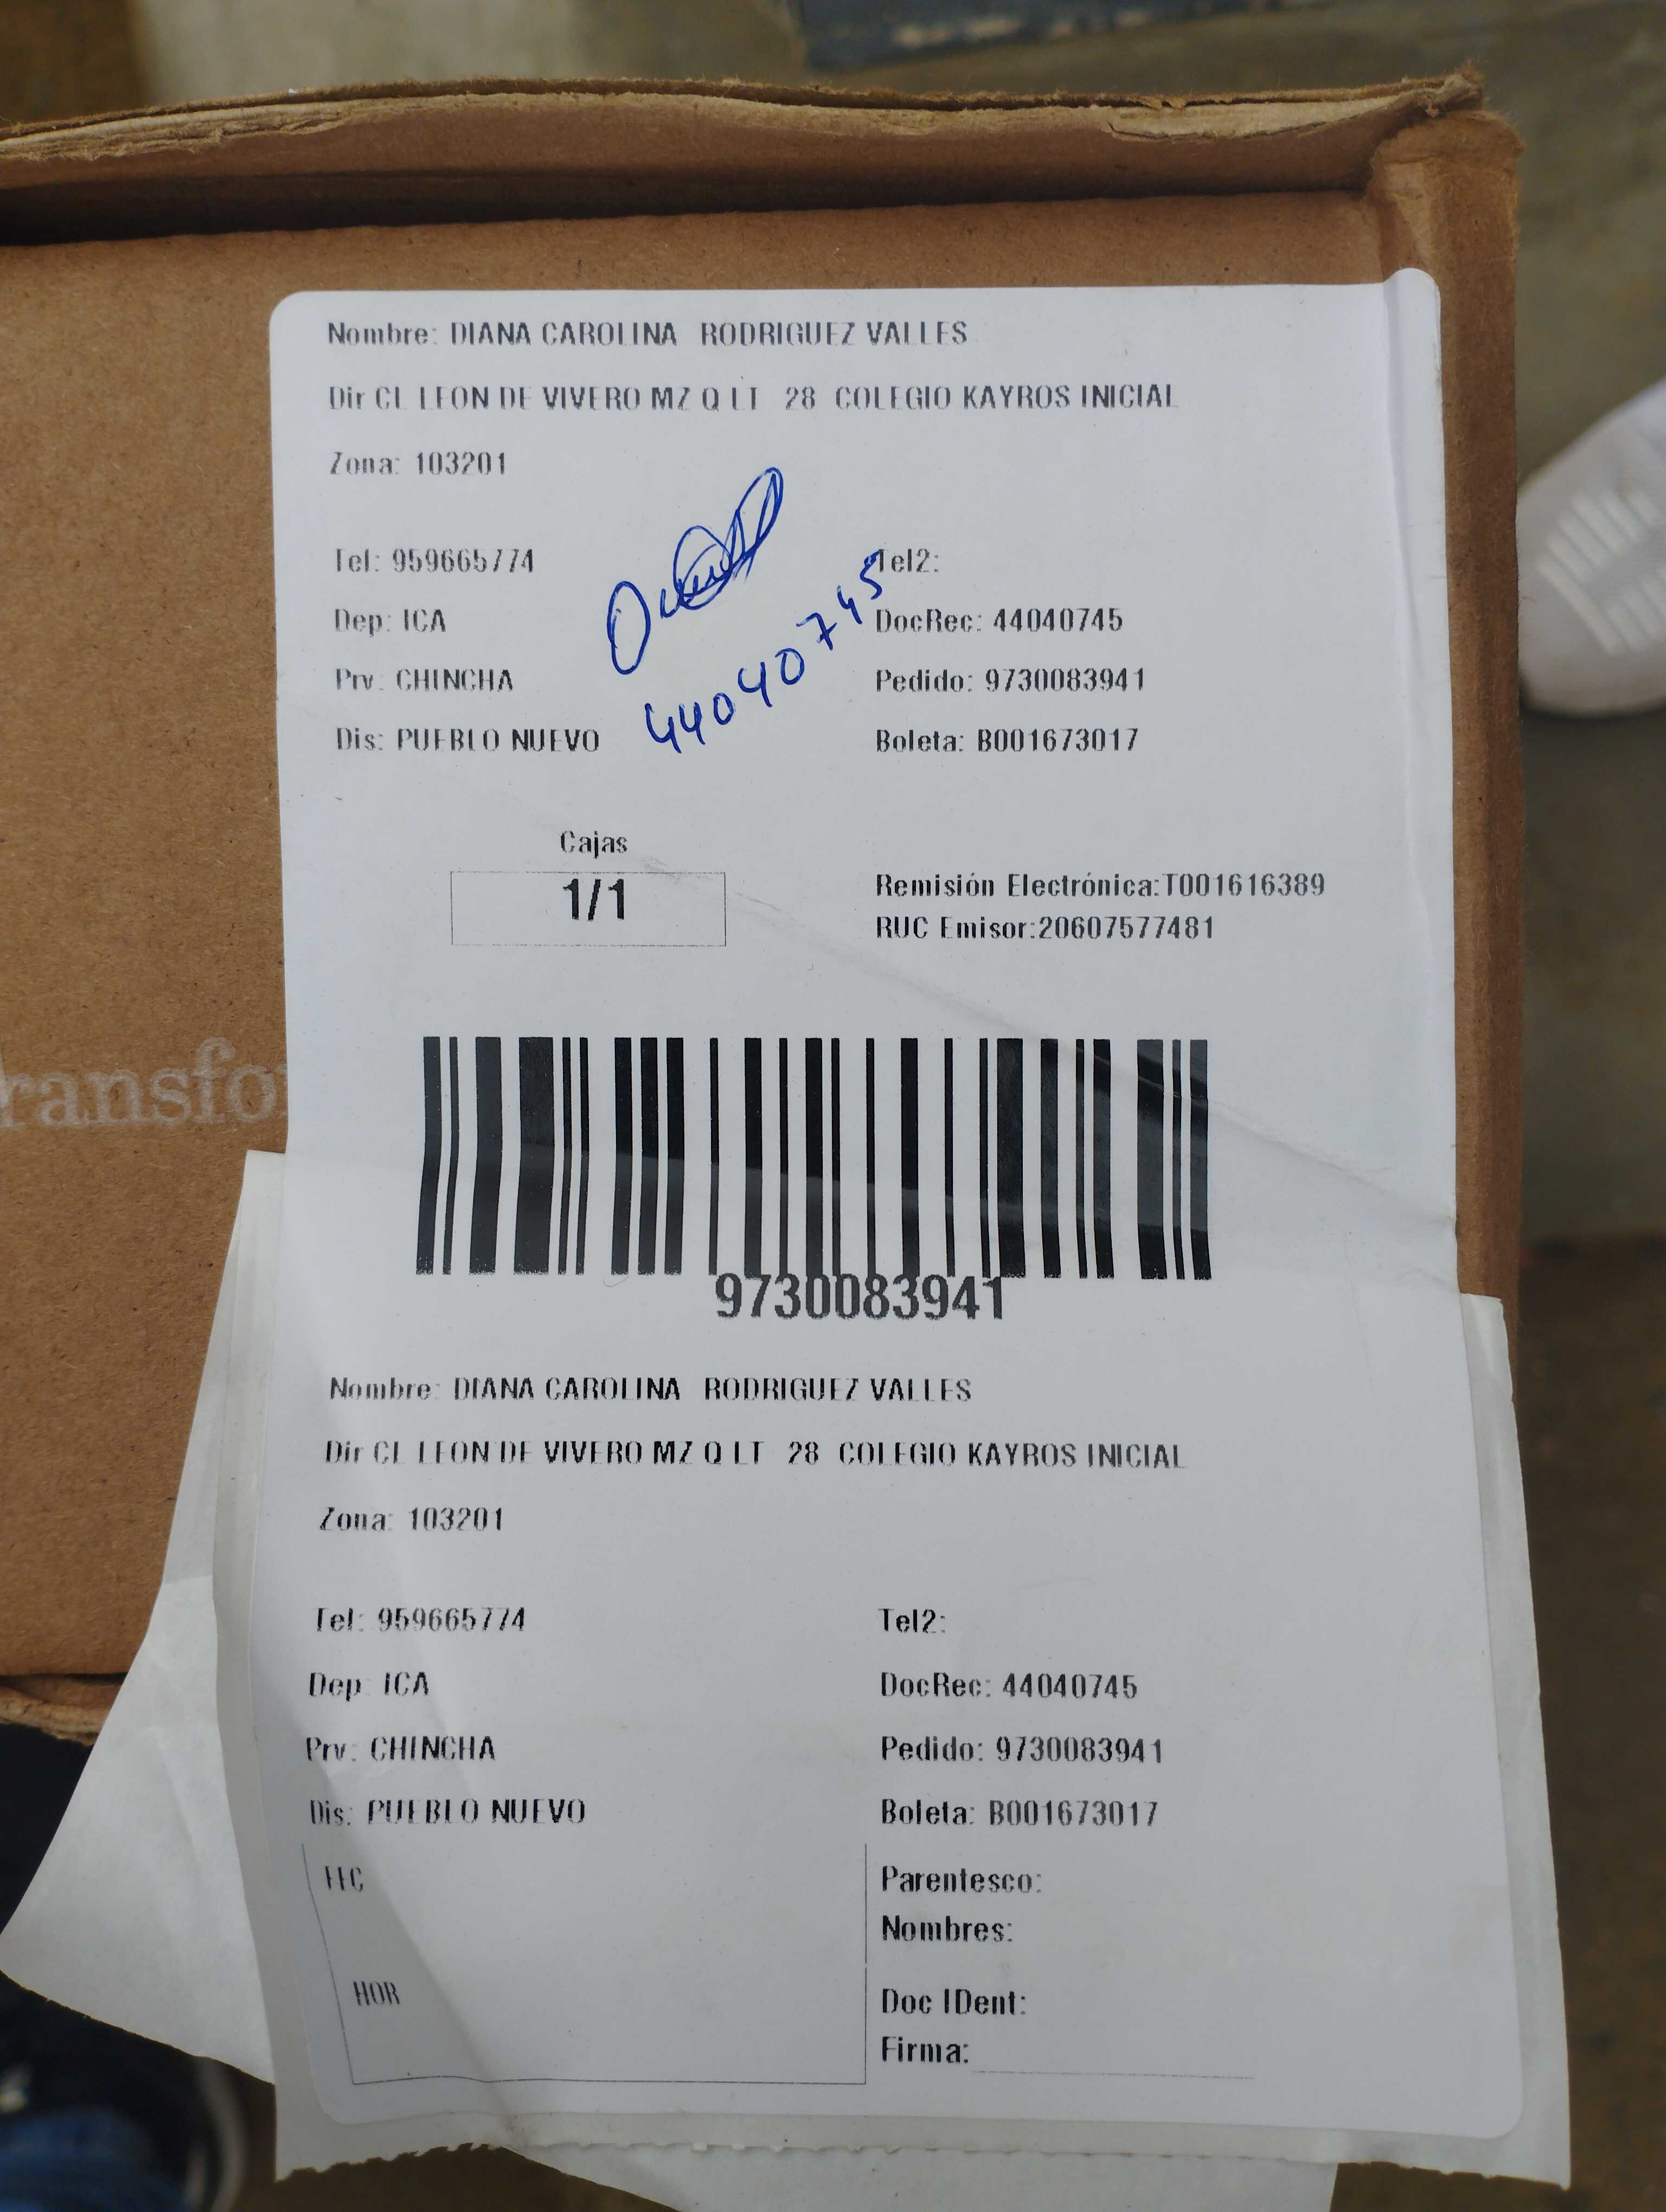 Nombre: DIANA CAROLINA RODRIGUEZ VALLES
Dir CL LEON DE VIVERO MZ Q LT 28 COLEGIO KAYROS INICIAL
Zona: 103201
Tel: 959665774
Tel2:
Dep: ICA
DocRec: 44040745
Prv: CHINCHA
Pedido: 9730083941
Dis: PUEBLO NUEVO
Boleta: B001673017
44040745
Cajas
1/1
Remisión Electrónica:T001616389
RUC Emisor:20607577481
ransfo
9730083941
Nombre: DIANA CAROLINA RODRIGUEZ VALLES
Dir CL LEON DE VIVERO MZ Q LT 28 COLEGIO KAYROS INICIAL
Zona: 103201
Tel: 959665774
Tel2:
Dep: ICA
DocRec: 44040745
Prv: CHINCHA
Pedido: 9730083941
Dis: PUEBLO NUEVO
Boleta: B001673017
FEC
Parentesco:
Nombres:
HOR
Doc IDent:
Firma: